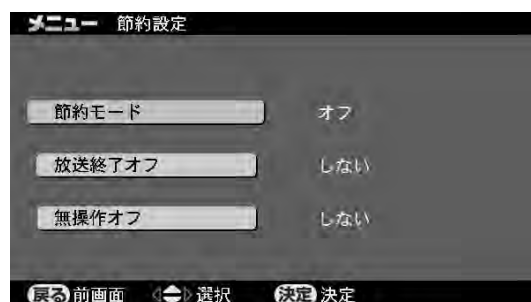 メニュー 節約設定
節約モード オフ
放送終了オフ しない
無操作オフ しない
戻る 前画面 選択 決定 決定